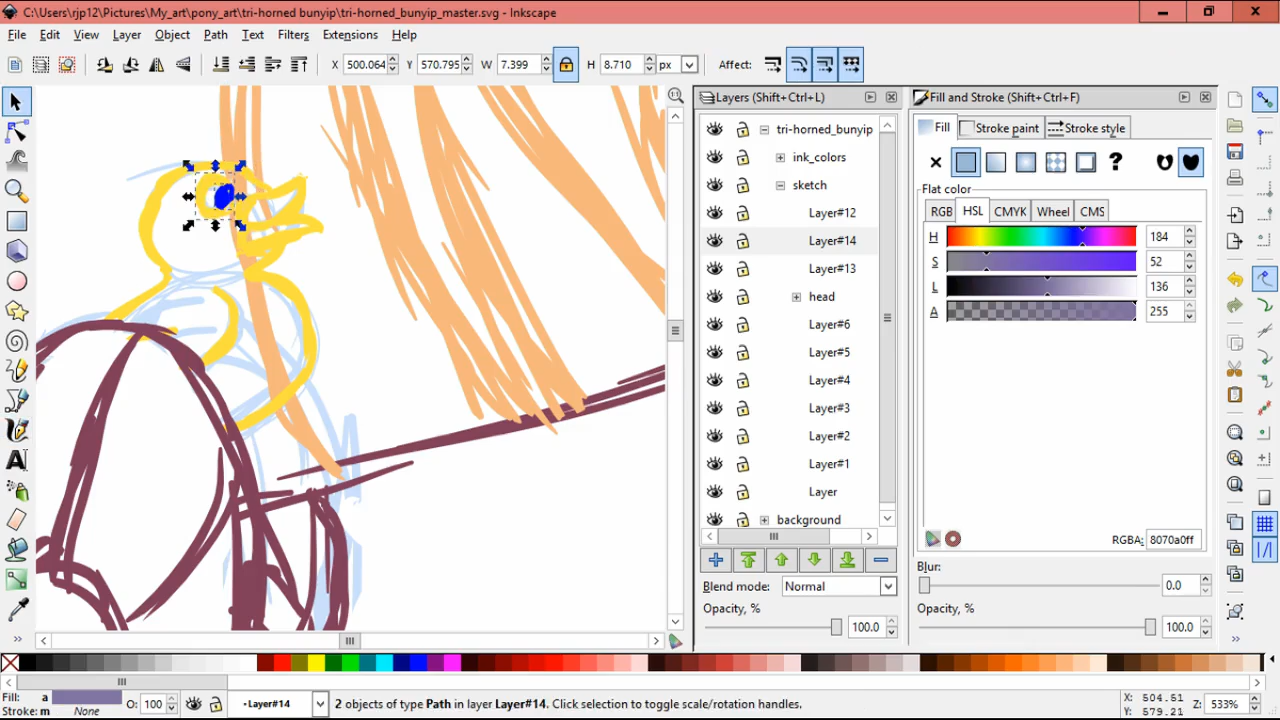 C:\Users\rjp12\Pictures\My_art\pony_art\tri-horned bunyip\tri-horned_bunyip_master.svg - Inkscape
File Edit View Layer Object Path Text Filters Extensions Help
X 500.064 Y 570.795 W 7.399 H 8.710 px Affect:
Layers (Shift+Ctrl+L)
Fill and Stroke (Shift+Ctrl+F)
tri-horned_bunyip
ink_colors
sketch
Layer#12
Layer#14
Layer#13
head
Layer#6
Layer#5
Layer#4
Layer#3
Layer#2
Layer#1
Layer
background
Blend mode: Normal
Opacity, %
100.0
Fill Stroke paint Stroke style
?
Flat color
RGB HSL CMYK Wheel CMS
H 184
S 52
L 136
A 255
RGBA: 8070a0ff
Blur:
0.0
Opacity, %
100.0
Fill: a
Stroke: m None
O: 100
•Layer#14
2 objects of type Path in layer Layer#14. Click selection to toggle scale/rotation handles.
X: 504.51
Y: 579.21
Z: 533%